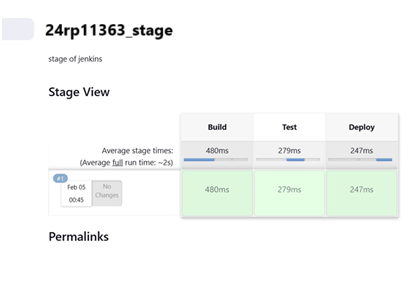 24rp11363_stage
stage of jenkins
Stage View
Build Test Deploy
Average stage times: 480ms 279ms 247ms
(Average full run time: ~2s)
#1
Feb 05 No
00:45 Changes
480ms 279ms 247ms
Permalinks